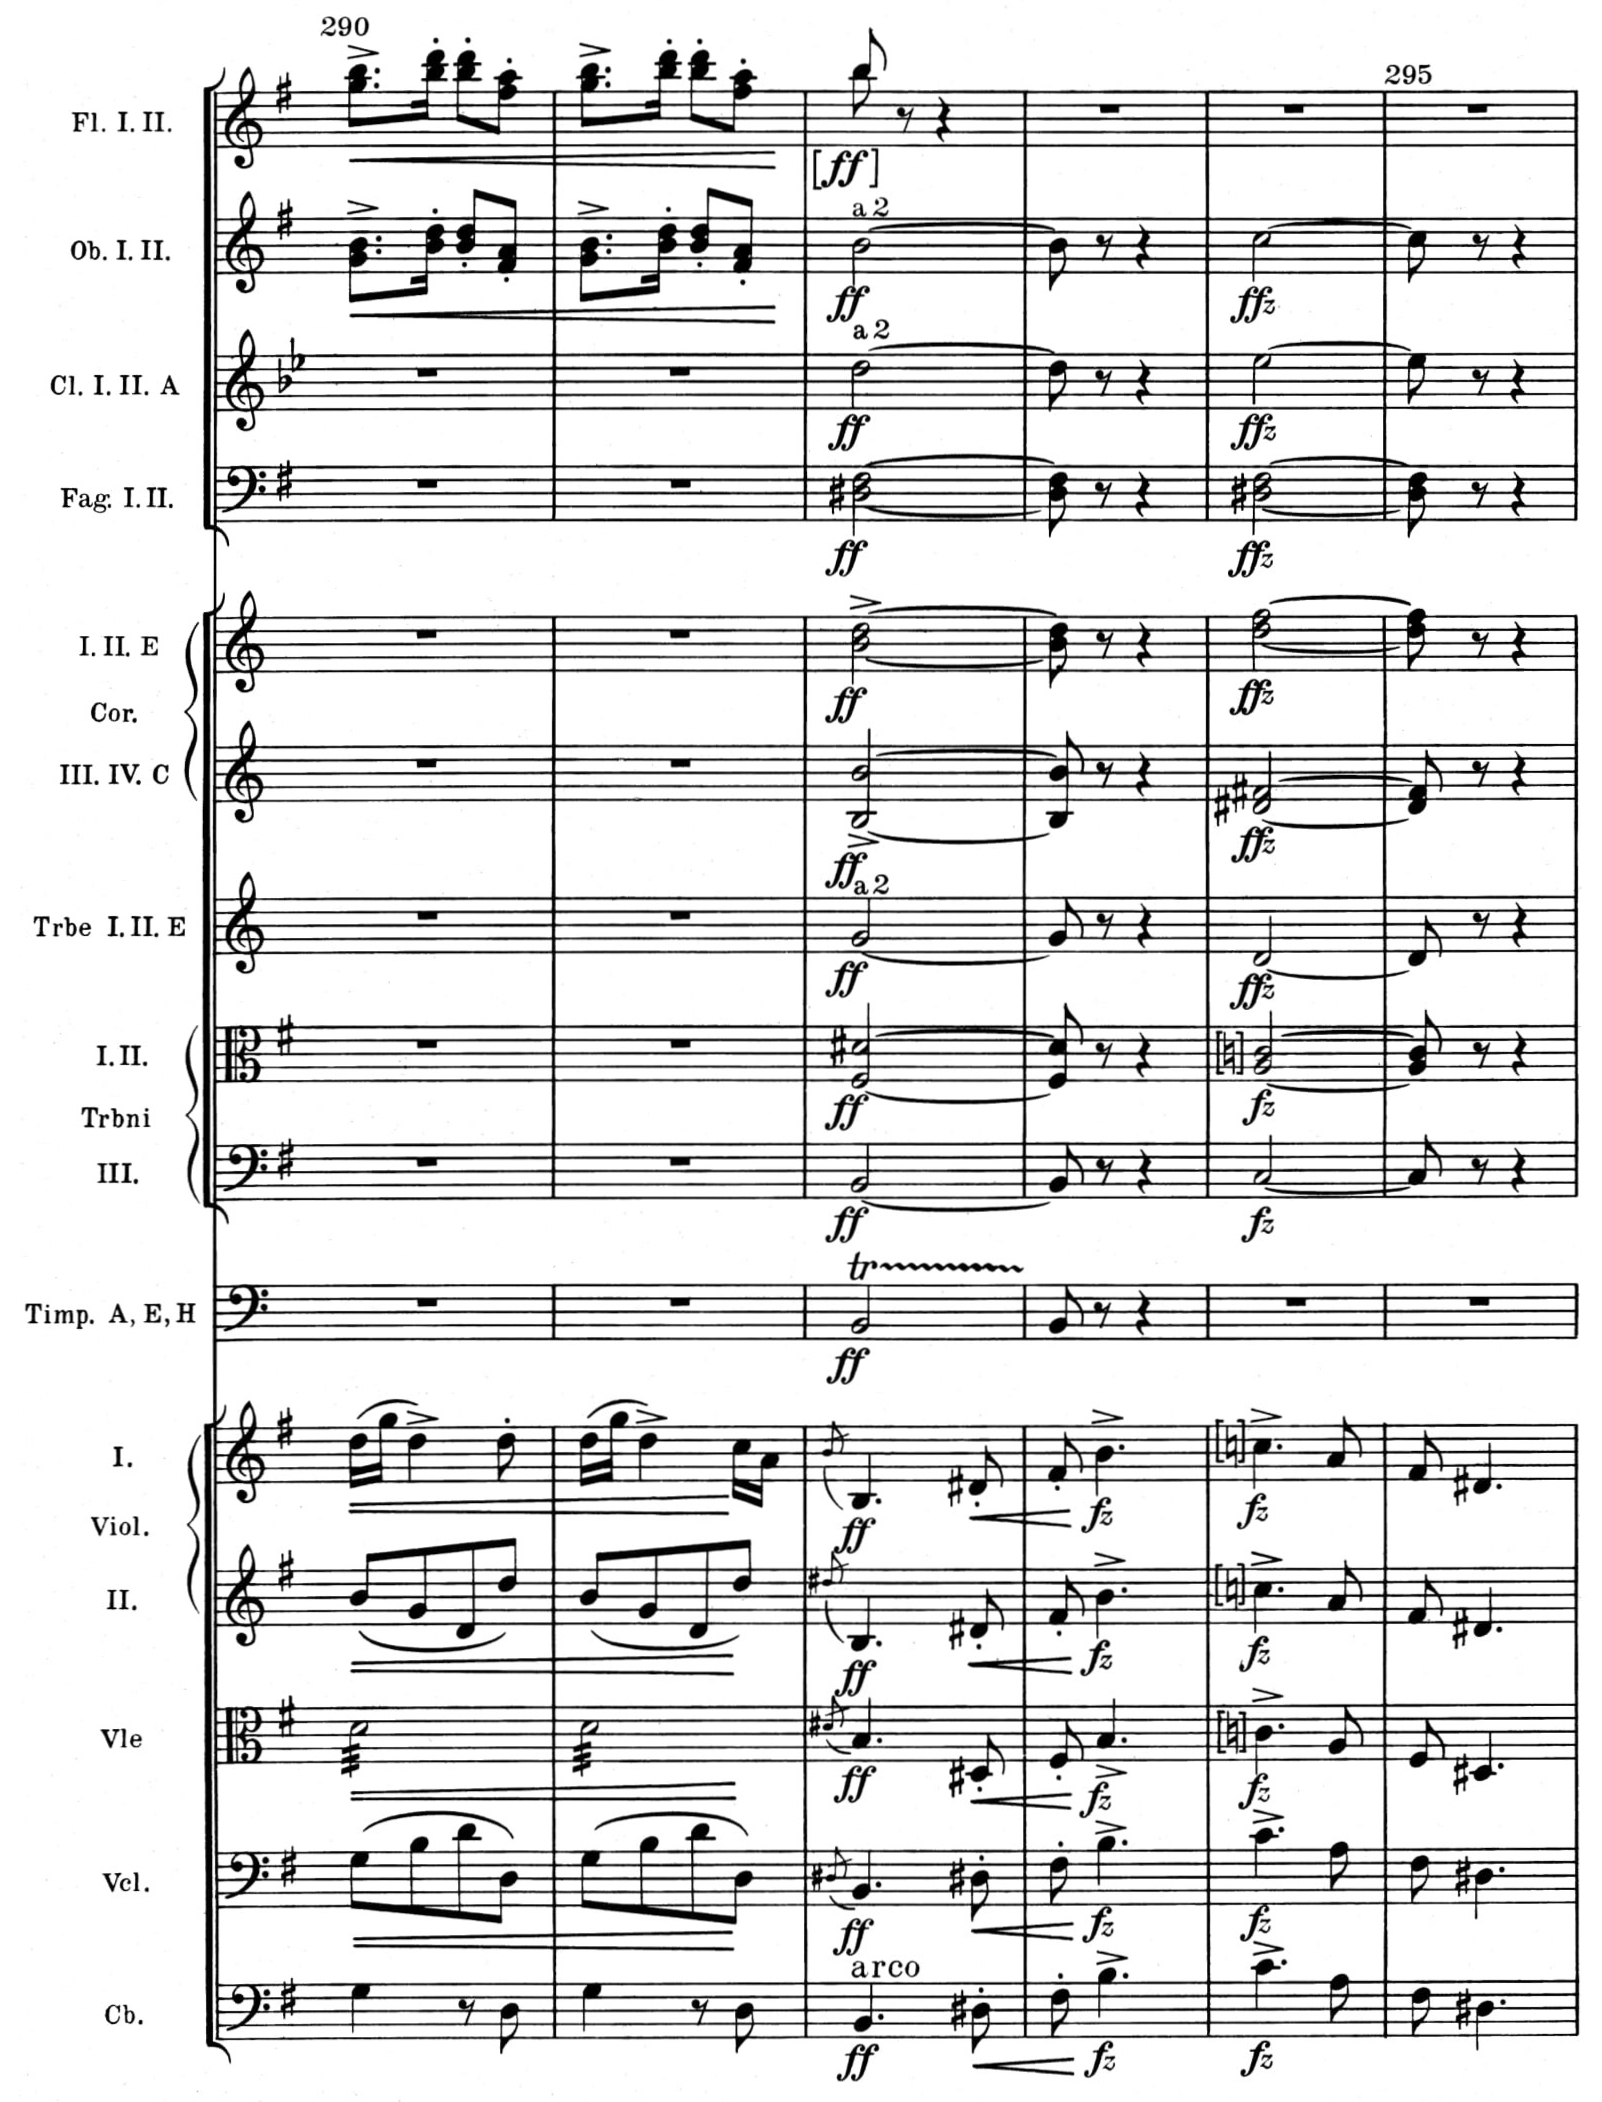 290
295
Fl. I. II.
[ff]
a 2
Ob. I. II.
ff ffz
a 2
Cl. I. II. A
ff ffz
Fag. I. II.
ff ffz
I. II. E
ff ffz
Cor.
III. IV. C
ff ffz
a 2
Trbe I. II. E
ff ffz
I. II.
ff fz
Trbni
III.
ff fz
tr
Timp. A, E, H
ff
I.
ff fz fz
Viol.
II.
ff fz fz
Vle
ff fz fz
Vcl.
ff fz fz
arco
Cb.
ff fz fz